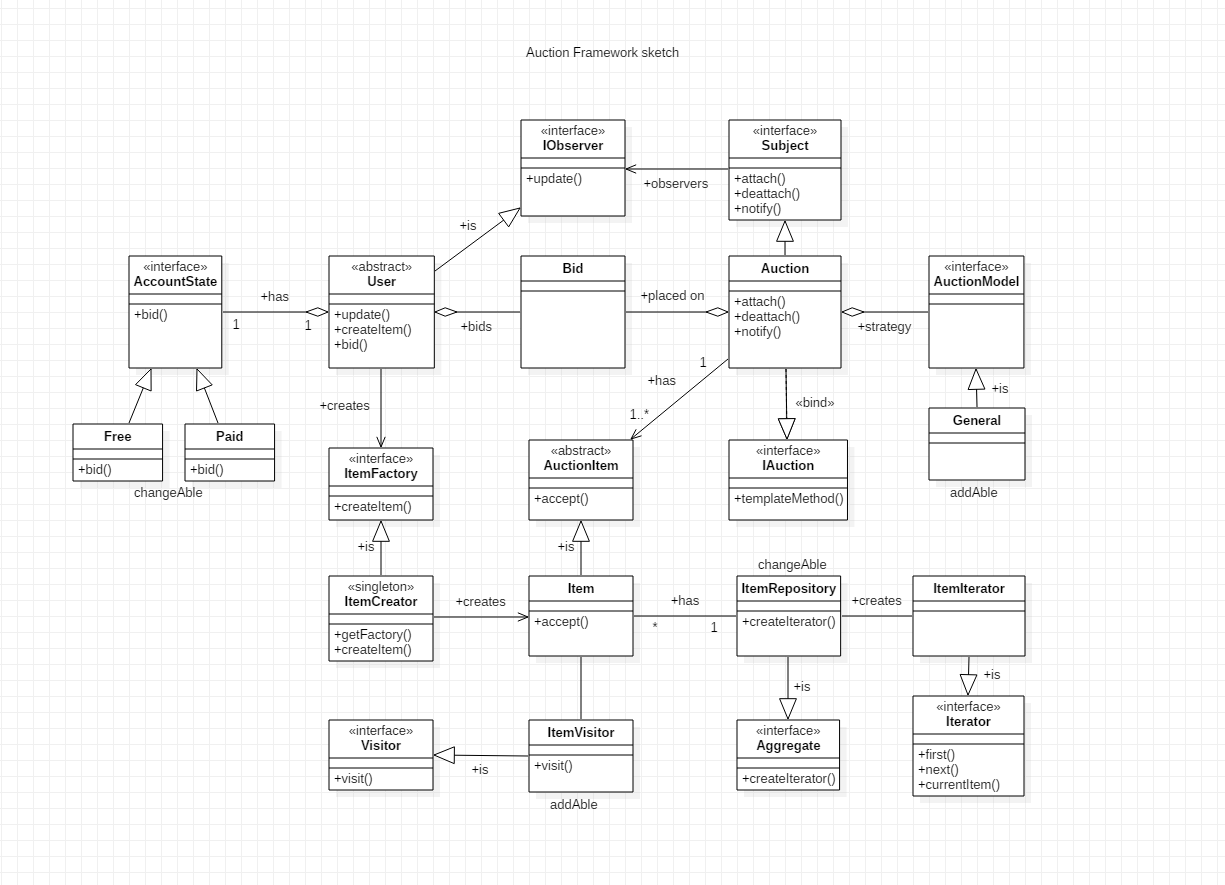 Auction Framework sketch
«interface»
IObserver
+update()
«interface»
Subject
+attach()
+deattach()
+notify()
+observers
+is
«interface»
AccountState
+bid()
+has
1
1
«abstract»
User
+update()
+createItem()
+bid()
+bids
Bid
+placed on
Auction
+attach()
+deattach()
+notify()
+strategy
«interface»
AuctionModel
+is
General
addAble
Free
+bid()
Paid
+bid()
changeAble
+creates
«interface»
ItemFactory
+createItem()
+has
1
1..*
«abstract»
AuctionItem
+accept()
«bind»
«interface»
IAuction
+templateMethod()
+is
+is
«singleton»
ItemCreator
+getFactory()
+createItem()
+creates
Item
+accept()
+has
*
1
changeAble
ItemRepository
+createIterator()
+creates
ItemIterator
+is
+is
«interface»
Visitor
+visit()
+is
ItemVisitor
+visit()
addAble
«interface»
Aggregate
+createIterator()
«interface»
Iterator
+first()
+next()
+currentItem()